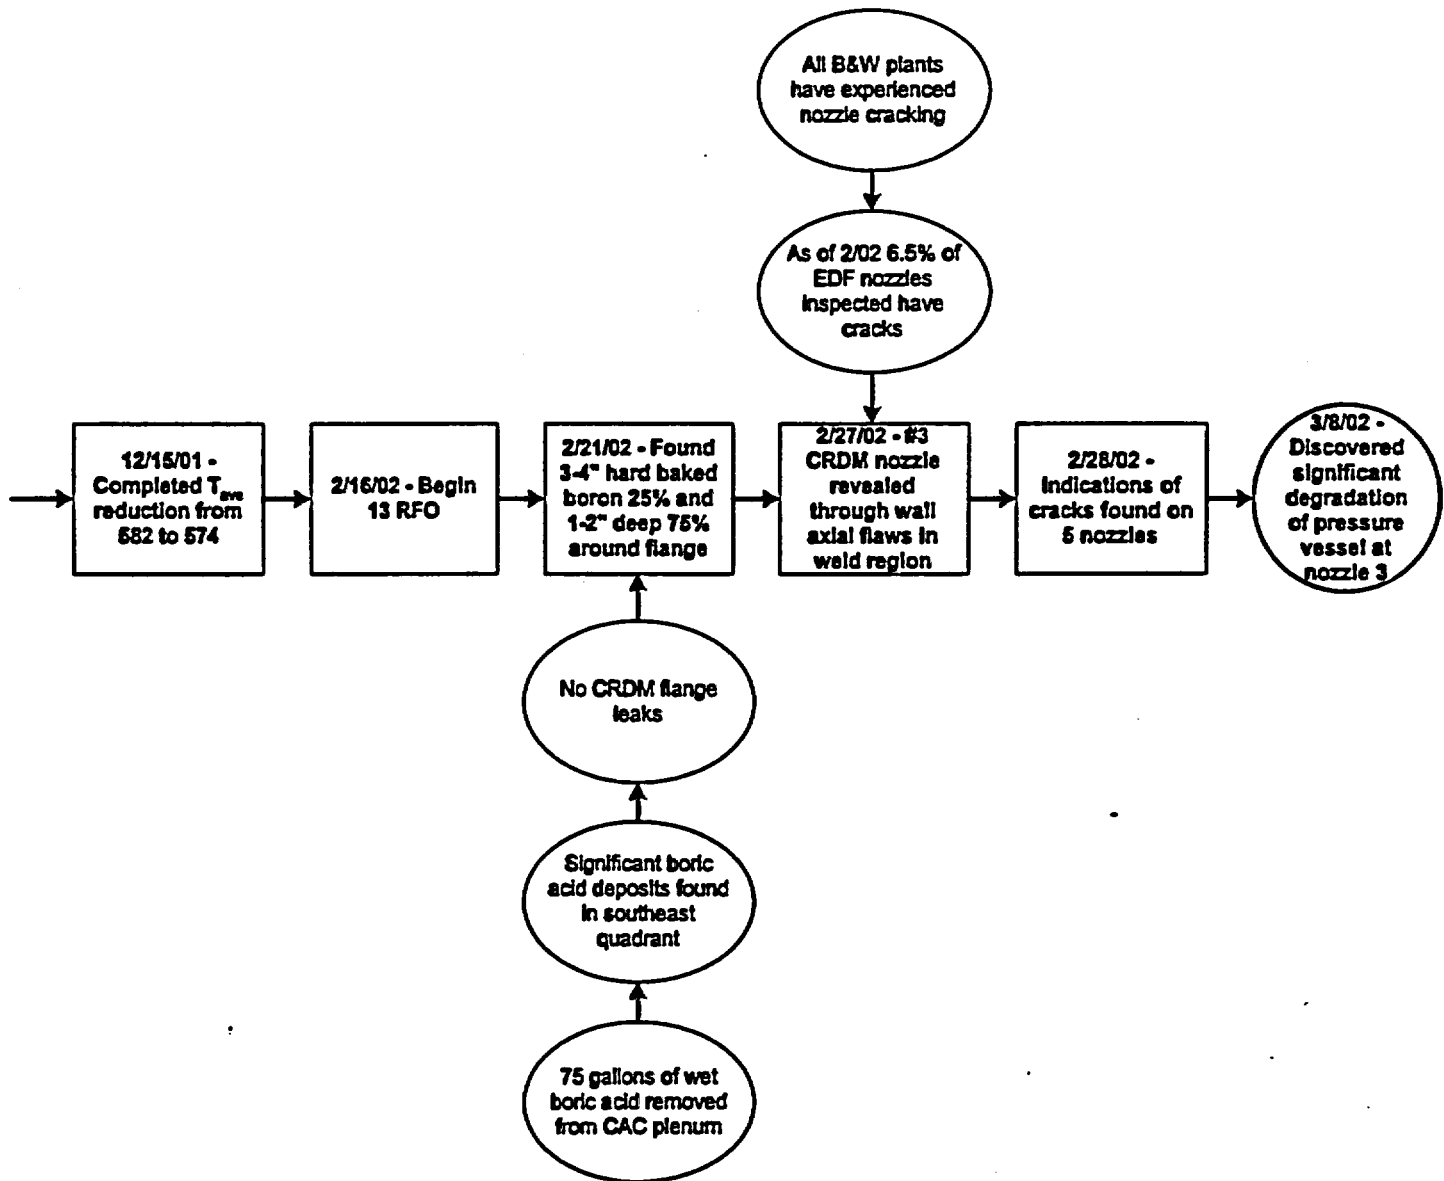 All B&W plants
have experienced
nozzle cracking
As of 2/02 6.5% of
EDF nozzles
inspected have
cracks
12/15/01 -
Completed Tave
reduction from
582 to 574
2/16/02 - Begin
13 RFO
2/21/02 - Found
3-4" hard baked
boron 25% and
1-2" deep 75%
around flange
2/27/02 - #3
CRDM nozzle
revealed
through wall
axial flaws in
weld region
2/28/02 -
Indications of
cracks found on
5 nozzles
3/8/02 -
Discovered
significant
degradation
of pressure
vessel at
nozzle 3
No CRDM flange
leaks
Significant boric
acid deposits found
in southeast
quadrant
75 gallons of wet
boric acid removed
from CAC plenum